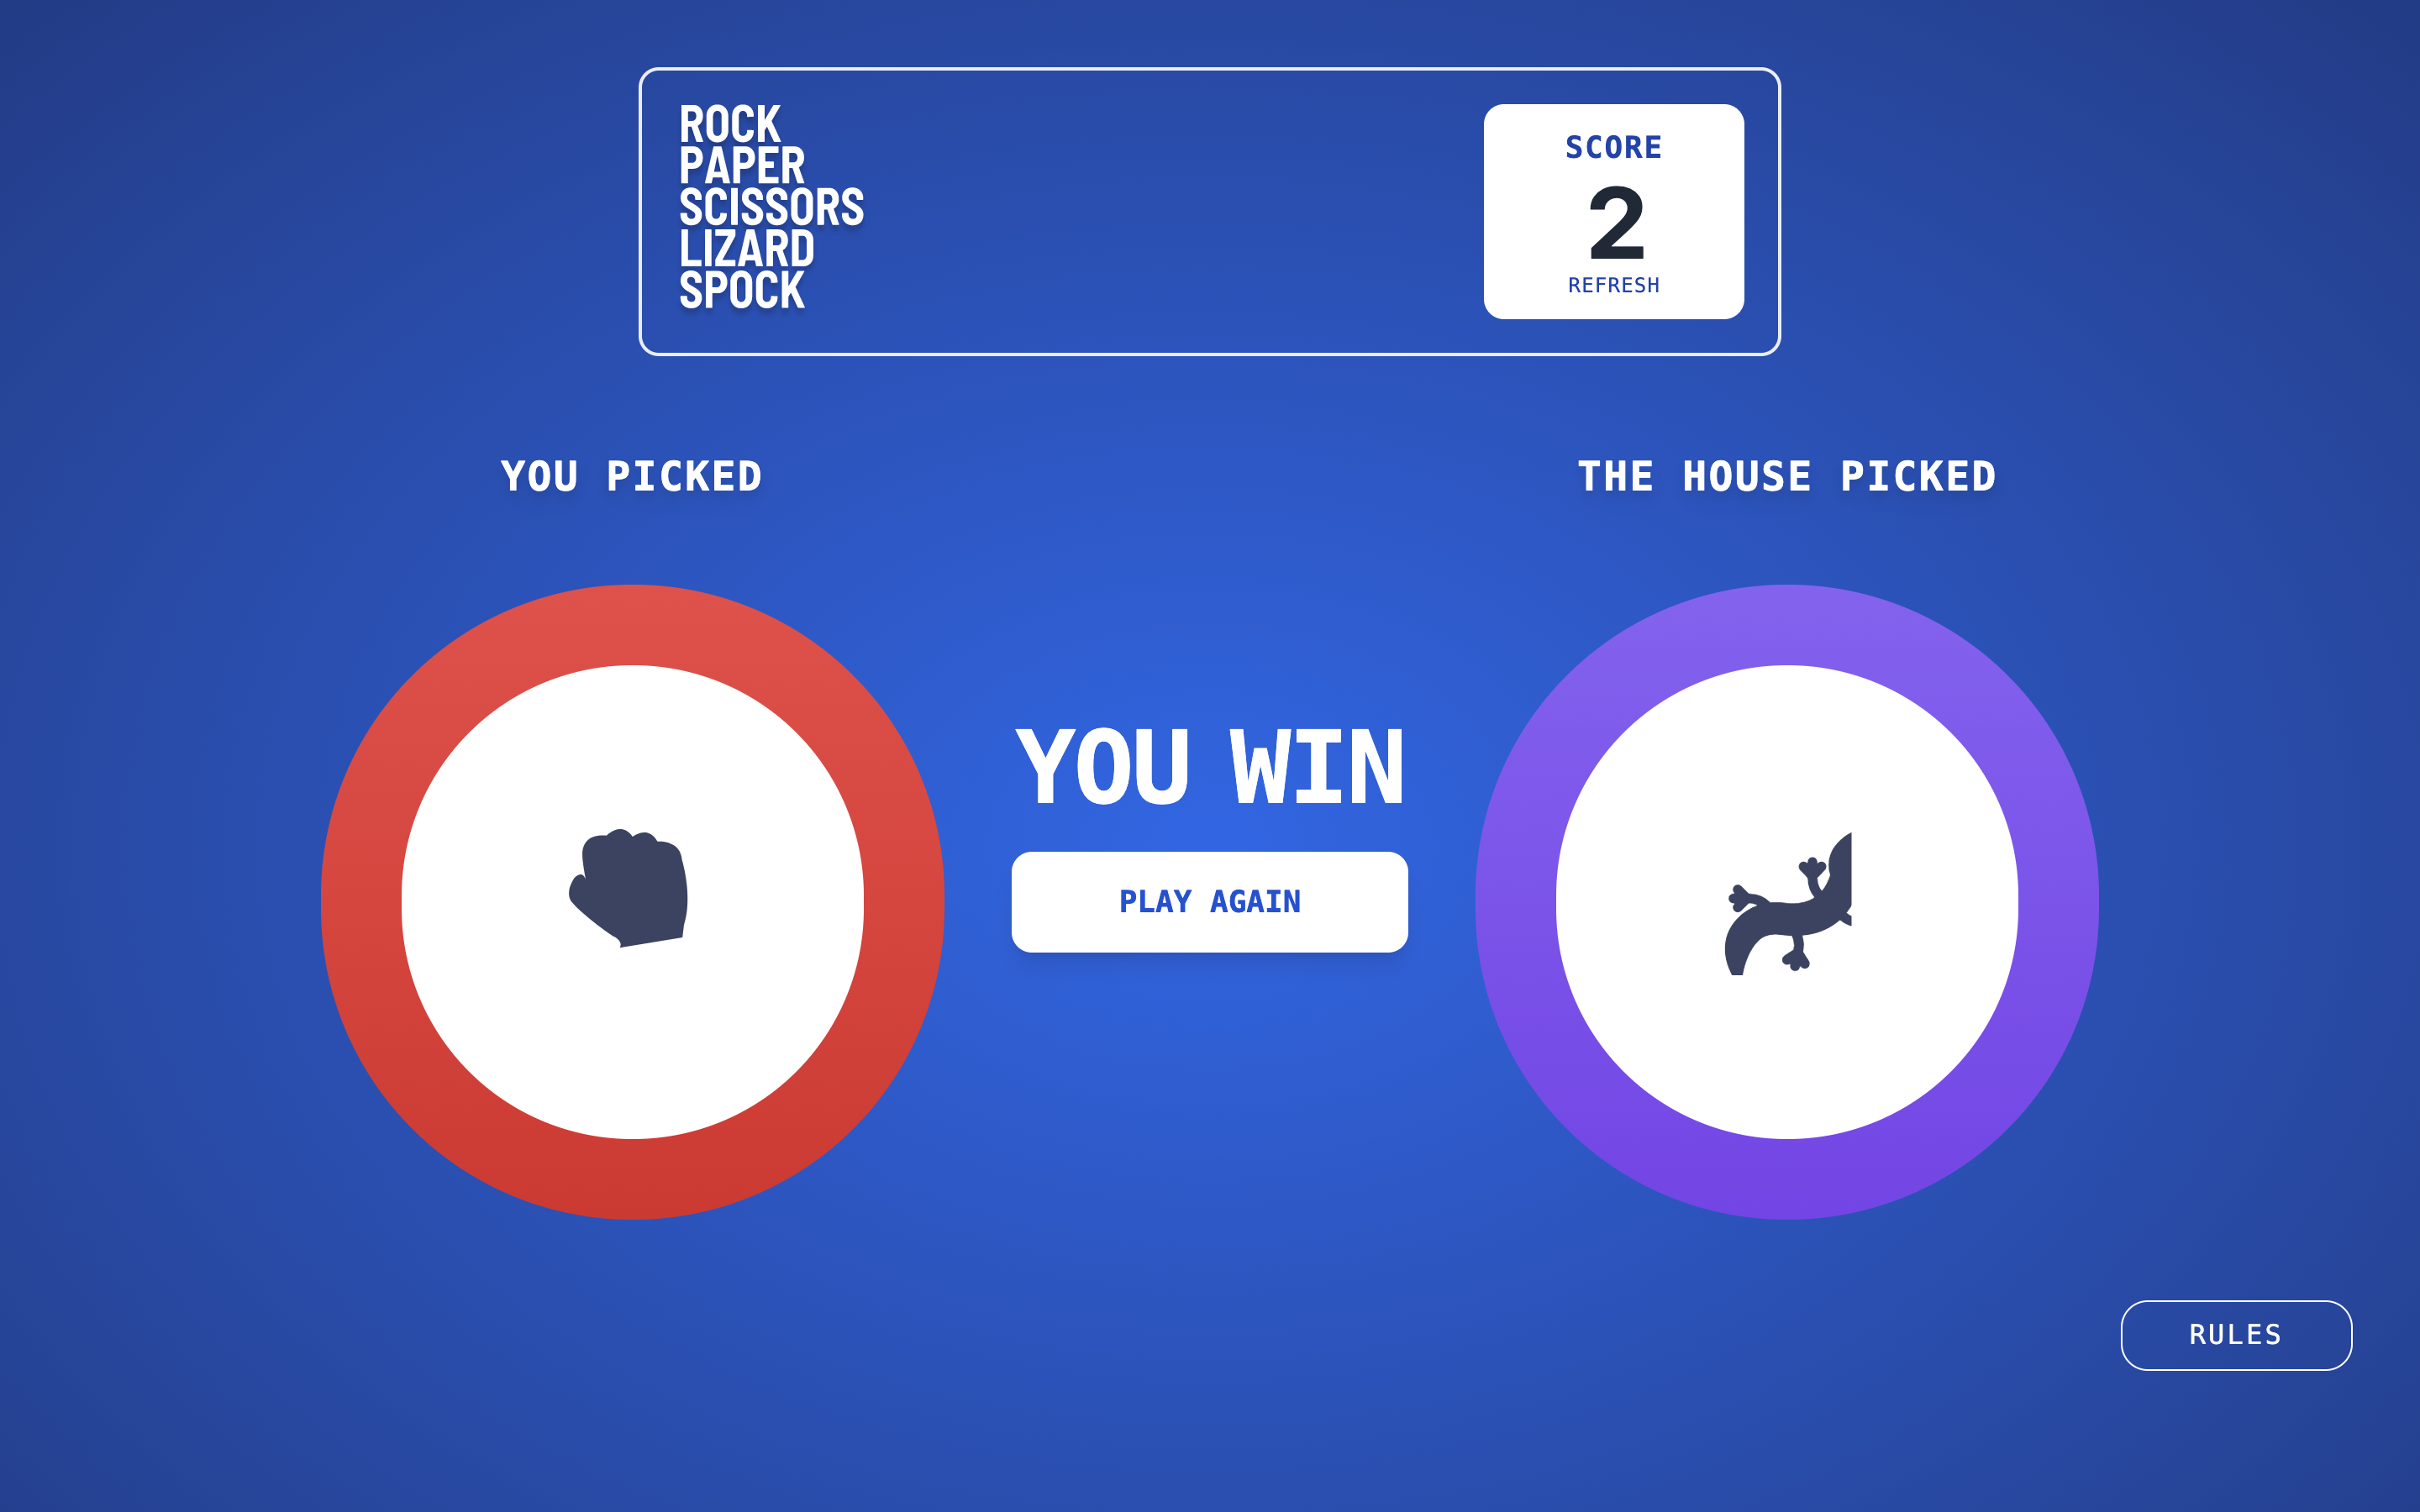 ROCK
PAPER
SCISSORS
LIZARD
SPOCK
SCORE
2
REFRESH
YOU PICKED
THE HOUSE PICKED
YOU WIN
PLAY AGAIN
RULES